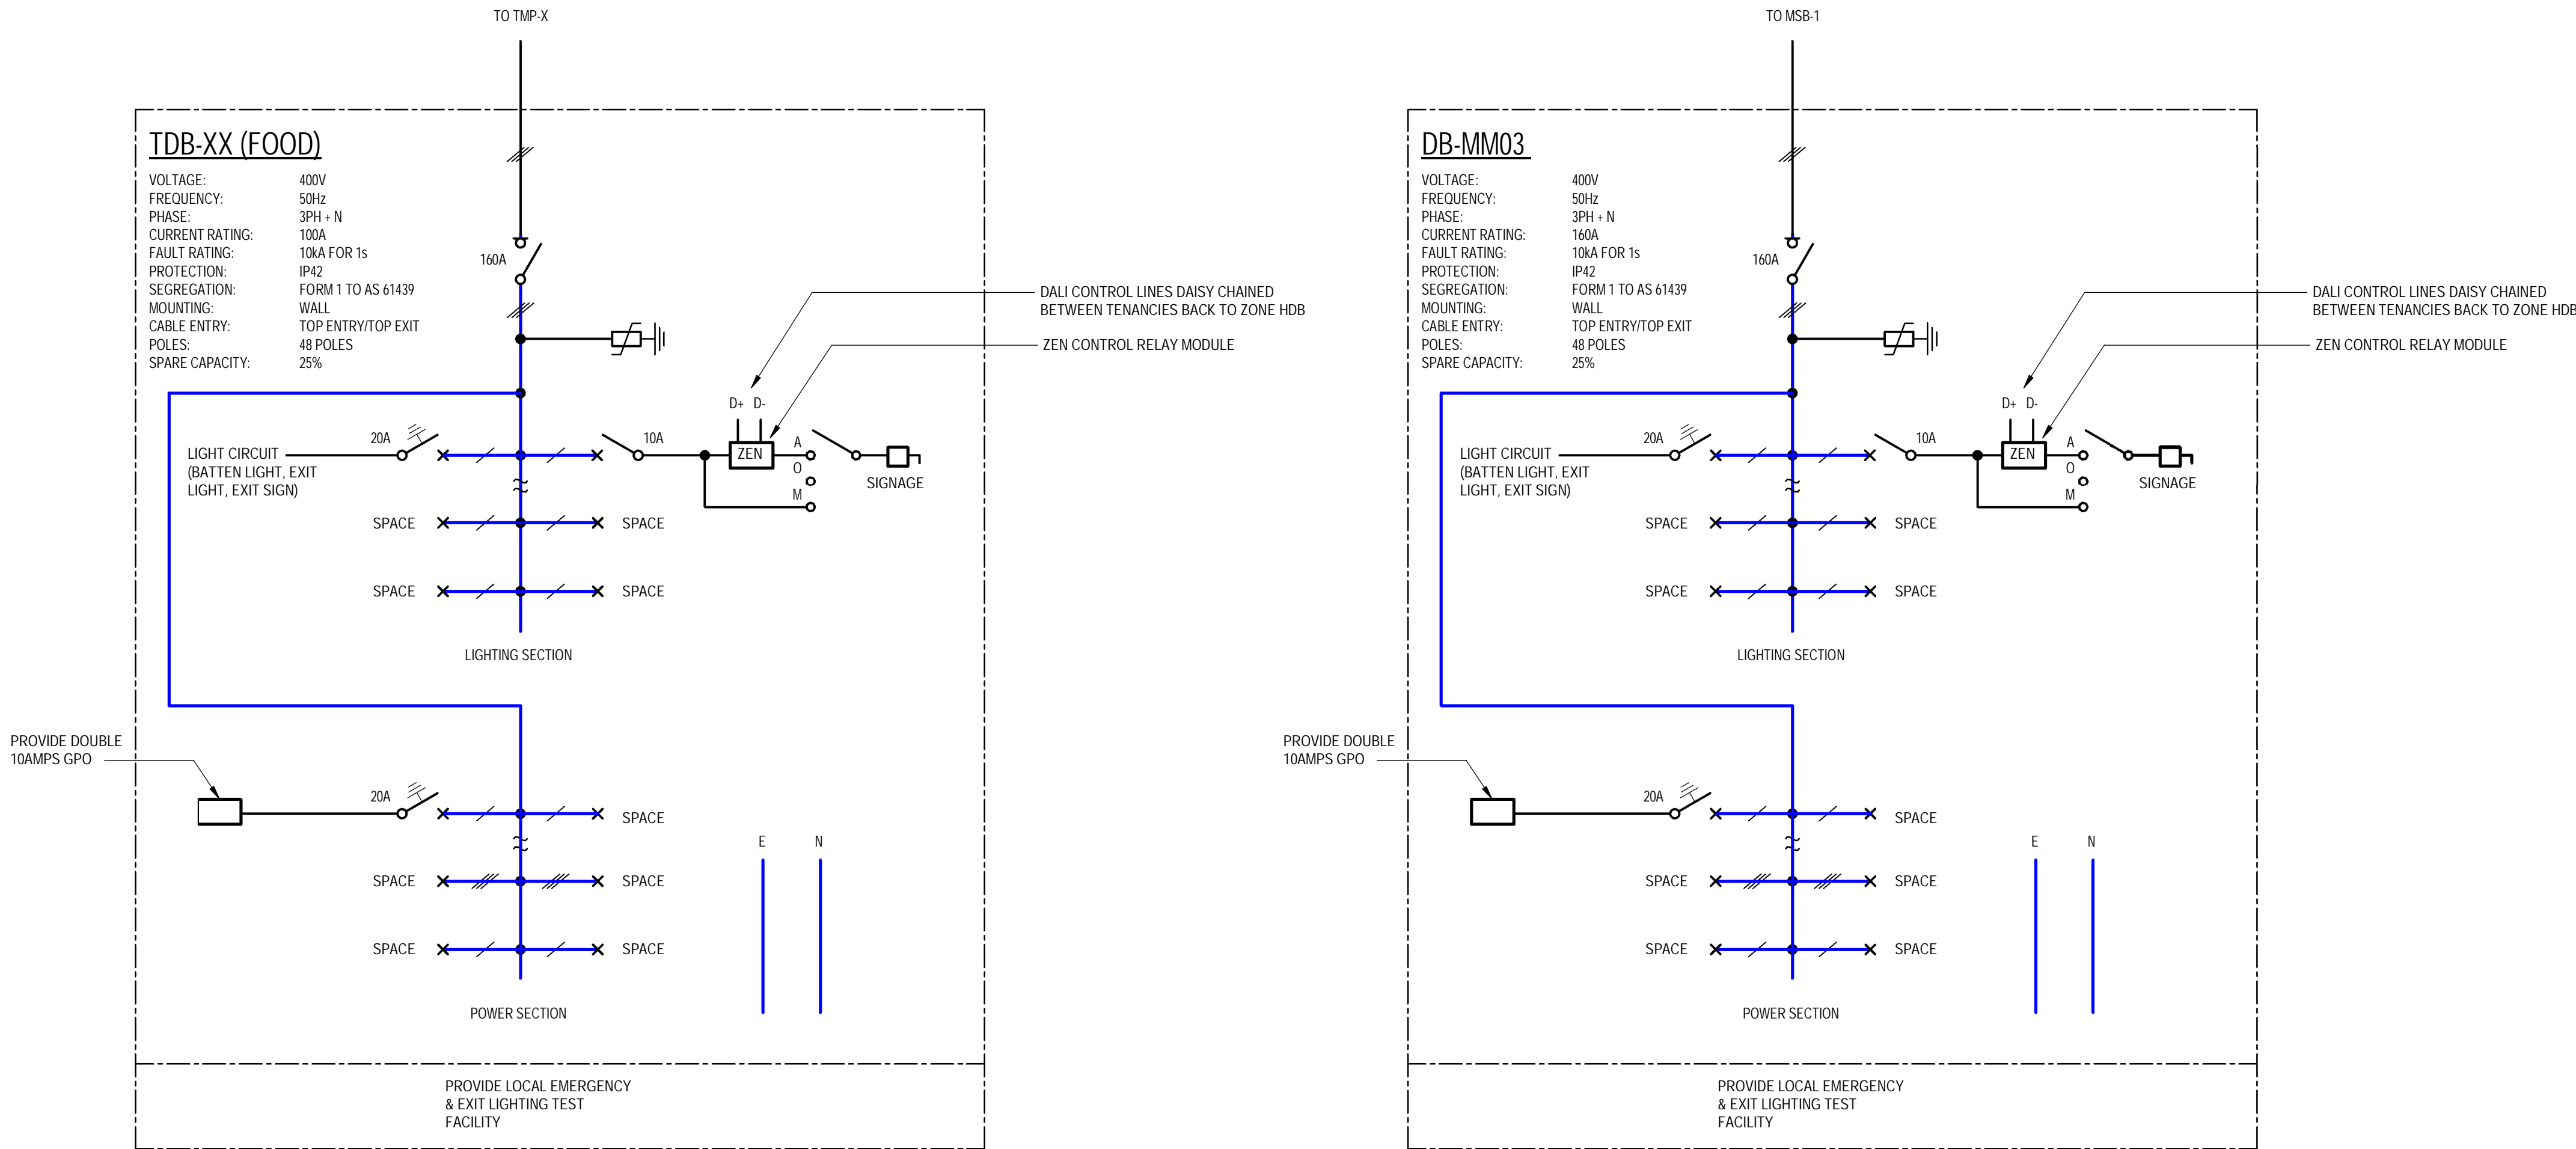 TO TMP-X
TDB-XX (FOOD)
VOLTAGE: 400V
FREQUENCY: 50Hz
PHASE: 3PH + N
CURRENT RATING: 100A
FAULT RATING: 10kA FOR 1s
PROTECTION: IP42
SEGREGATION: FORM 1 TO AS 61439
MOUNTING: WALL
CABLE ENTRY: TOP ENTRY/TOP EXIT
POLES: 48 POLES
SPARE CAPACITY: 25%
160A
DALI CONTROL LINES DAISY CHAINED
BETWEEN TENANCIES BACK TO ZONE HDB
ZEN CONTROL RELAY MODULE
D+ D-
LIGHT CIRCUIT
(BATTEN LIGHT, EXIT
LIGHT, EXIT SIGN)
20A
10A
ZEN
A
O
M
SIGNAGE
SPACE SPACE
SPACE SPACE
LIGHTING SECTION
PROVIDE DOUBLE
10AMPS GPO
20A
SPACE
SPACE SPACE
SPACE SPACE
E N
POWER SECTION
PROVIDE LOCAL EMERGENCY
& EXIT LIGHTING TEST
FACILITY
TO MSB-1
DB-MM03
VOLTAGE: 400V
FREQUENCY: 50Hz
PHASE: 3PH + N
CURRENT RATING: 160A
FAULT RATING: 10kA FOR 1s
PROTECTION: IP42
SEGREGATION: FORM 1 TO AS 61439
MOUNTING: WALL
CABLE ENTRY: TOP ENTRY/TOP EXIT
POLES: 48 POLES
SPARE CAPACITY: 25%
160A
DALI CONTROL LINES DAISY CHAINED
BETWEEN TENANCIES BACK TO ZONE HDB
ZEN CONTROL RELAY MODULE
D+ D-
LIGHT CIRCUIT
(BATTEN LIGHT, EXIT
LIGHT, EXIT SIGN)
20A
10A
ZEN
A
O
M
SIGNAGE
SPACE SPACE
SPACE SPACE
LIGHTING SECTION
PROVIDE DOUBLE
10AMPS GPO
20A
SPACE
SPACE SPACE
SPACE SPACE
E N
POWER SECTION
PROVIDE LOCAL EMERGENCY
& EXIT LIGHTING TEST
FACILITY